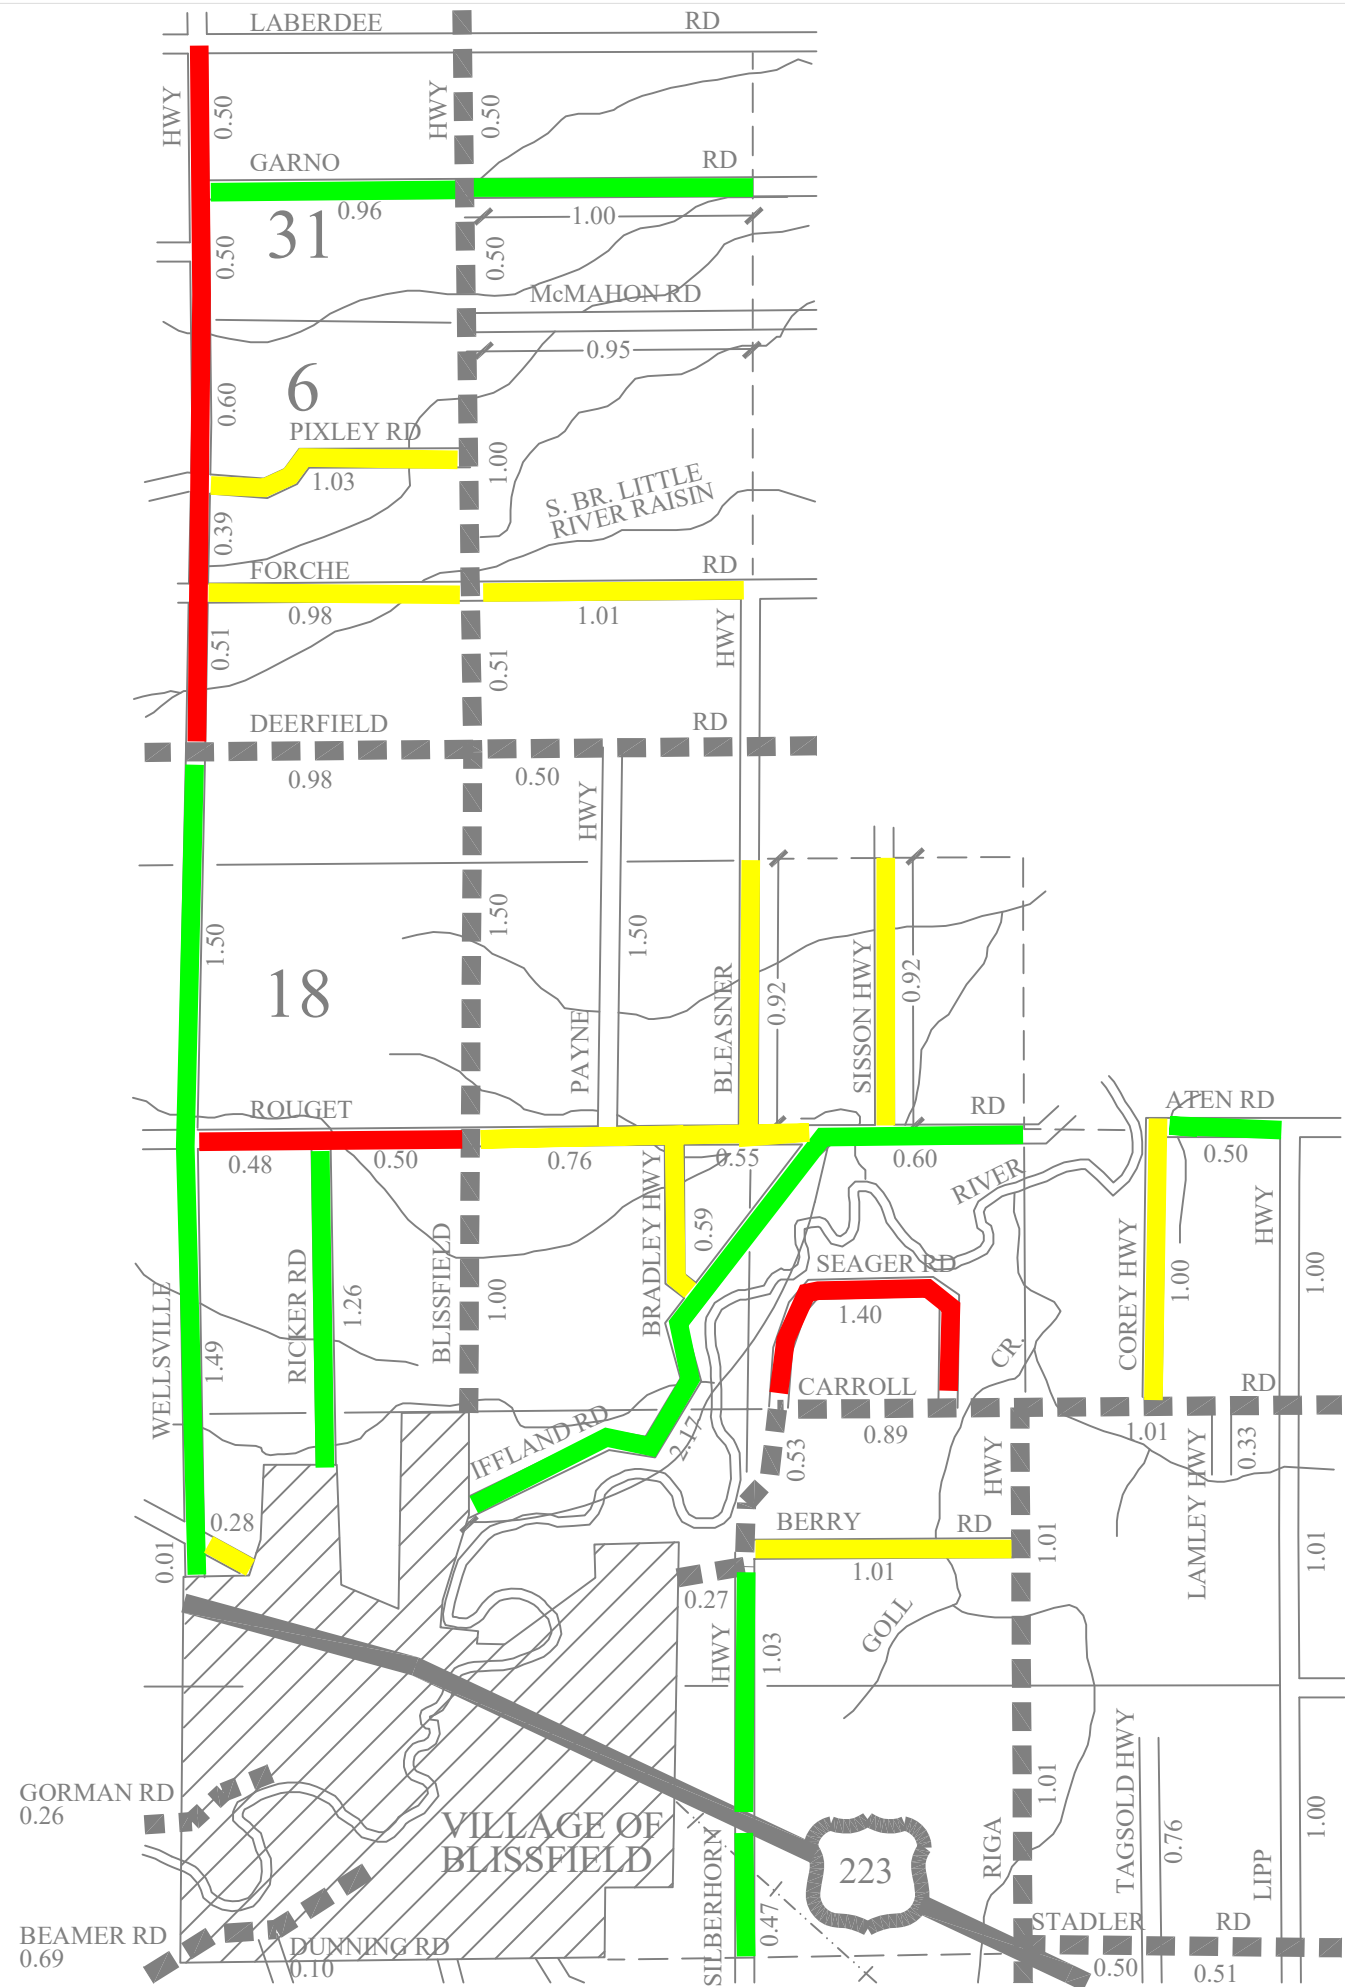 LABERDEE RD
HWY
0.50
HWY
0.50
GARNO RD
0.96
1.00
31
0.50
0.50
McMAHON RD
0.95
6
0.60
PIXLEY RD
1.03
1.00
S. BR. LITTLE
RIVER RAISIN
0.39
FORCHE RD
0.98
1.01
HWY
0.51
0.51
DEERFIELD RD
0.98
0.50
HWY
1.50
1.50
1.50
18
PAYNE
BLEASNER
0.92
SISSON HWY
0.92
ROUGET RD
ATEN RD
0.48
0.50
0.76
0.55
0.60
0.50
RIVER
HWY
BRADLEY HWY
0.59
SEAGER RD
1.40
WELLSVILLE
1.49
RICKER RD
1.26
BLISSFIELD
1.00
COREY HWY
1.00
1.00
CR.
CARROLL RD
0.89
1.01
IFFLAND RD
2.17
0.53
HWY
LAMLEY HWY
0.33
0.28
0.01
BERRY RD
1.01
1.01
1.01
0.27
HWY
1.03
GOLL
GORMAN RD
0.26
VILLAGE OF
BLISSFIELD
1.01
TAGSOLD HWY
0.76
1.00
SILBERHORM
0.47
223
RIGA
LIPP
BEAMER RD
0.69
DUNNING RD
0.10
STADLER RD
0.50
0.51